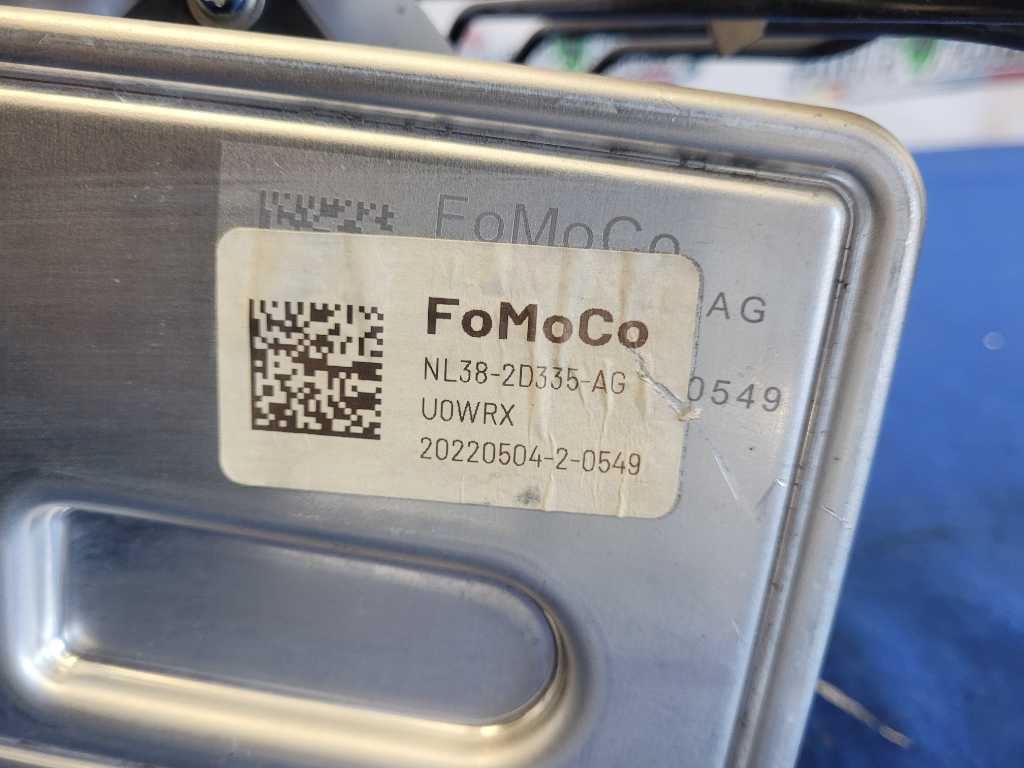 FoMoCo
AG
0549
FoMoCo
NL38-2D335-AG
U0WRX
20220504-2-0549